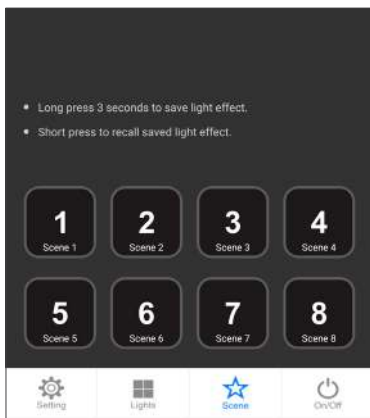 Long press 3 seconds to save light effect.
Short press to recall saved light effect.
1 2 3 4
Scene 1 Scene 2 Scene 3 Scene 4
5 6 7 8
Scene 5 Scene 6 Scene 7 Scene 8
Setting Lights Scene On/Off